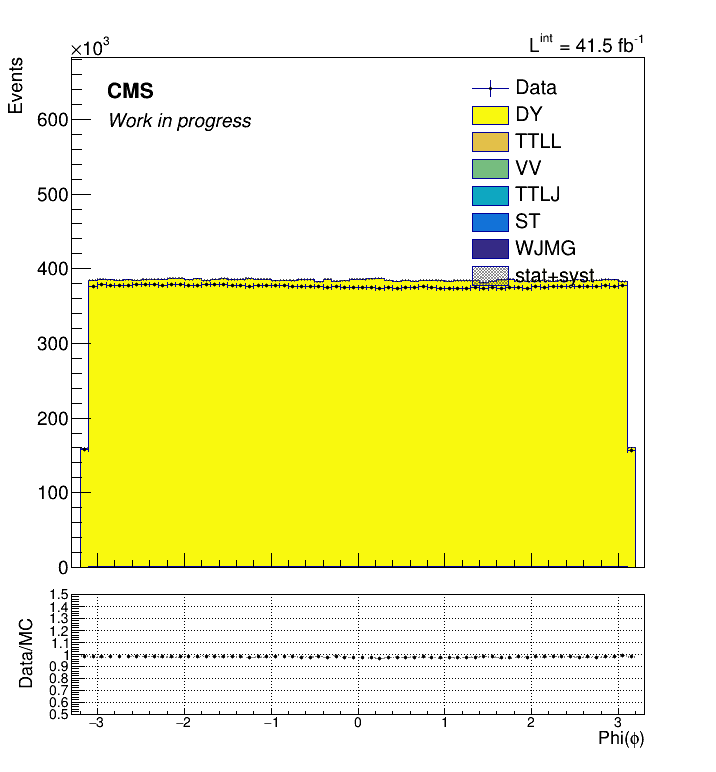 ×10³
L^int = 41.5 fb⁻¹
Events
CMS
Work in progress
Data
DY
TTLL
VV
TTLJ
ST
WJMG
stat+syst
600
500
400
300
200
100
0
Data/MC
1.5
1.4
1.3
1.2
1.1
1
0.9
0.8
0.7
0.6
0.5
−3 −2 −1 0 1 2 3
Phi(ϕ)